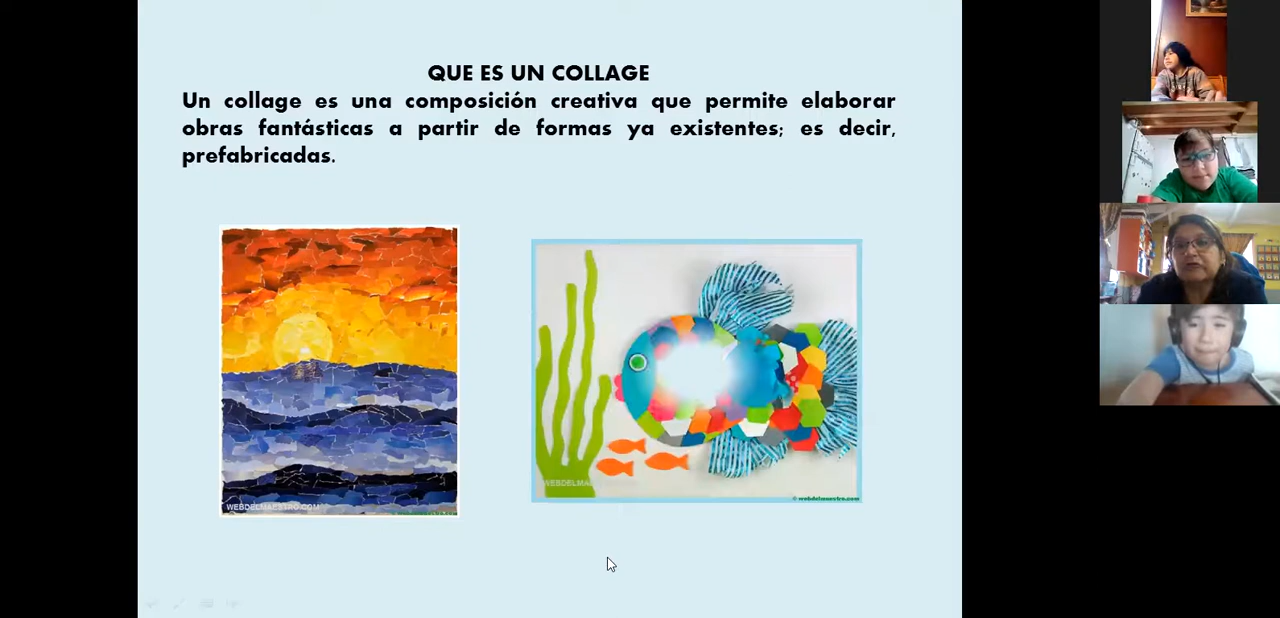 QUE ES UN COLLAGE
Un collage es una composición creativa que permite elaborar
obras fantásticas a partir de formas ya existentes; es decir,
prefabricadas.
WEBDELMAESTRO.COM
WEBDELMA
© webdelmaestro.com